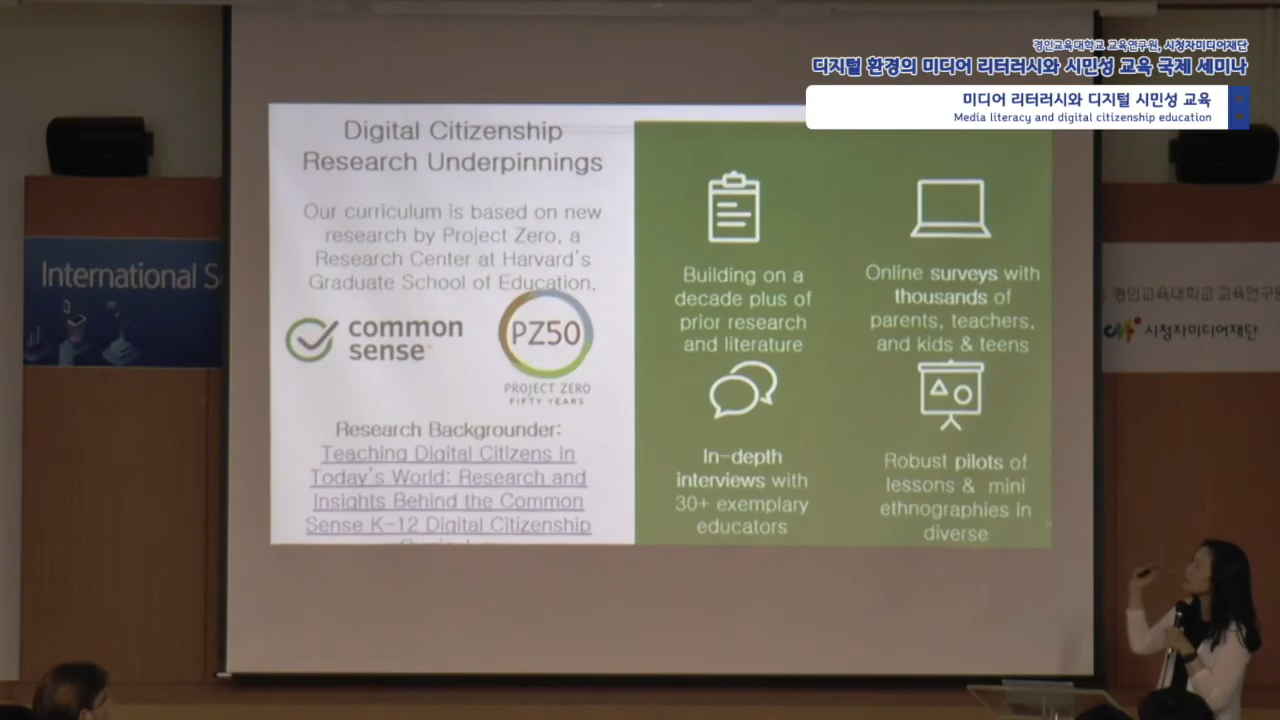 경인교육대학교 교육연구원, 시청자미디어재단
디지털 환경의 미디어 리터러시와 시민성 교육 국제 세미나
미디어 리터러시와 디지털 시민성 교육
Media literacy and digital citizenship education
International S
Digital Citizenship
Research Underpinnings
Our curriculum is based on new
research by Project Zero, a
Research Center at Harvard's
Graduate School of Education.
common
sense
PZ50
PROJECT ZERO
FIFTY YEARS
Research Backgrounder:
Teaching Digital Citizens in
Today's World: Research and
Insights Behind the Common
Sense K-12 Digital Citizenship
Building on a
decade plus of
prior research
and literature
Online surveys with
thousands of
parents, teachers,
and kids & teens
In-depth
interviews with
30+ exemplary
educators
Robust pilots of
lessons & mini
ethnographies in
diverse
경인교육대학교 교육연구
시청자미디어재단